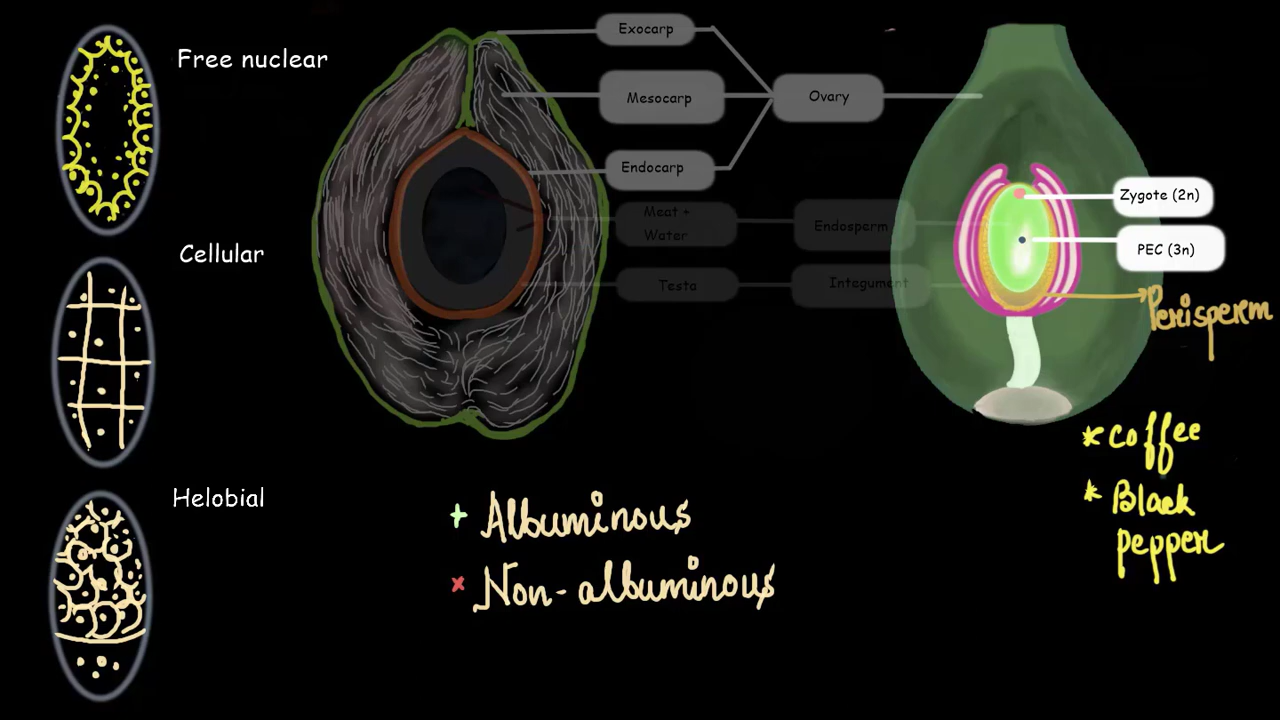 Free nuclear
Cellular
Helobial
Exocarp
Mesocarp
Endocarp
Ovary
Meat +
Water
Endosperm
Testa
Integument
Zygote (2n)
PEC (3n)
Perisperm
* Coffee
* Black
pepper
+ Albuminous
× Non-albuminous